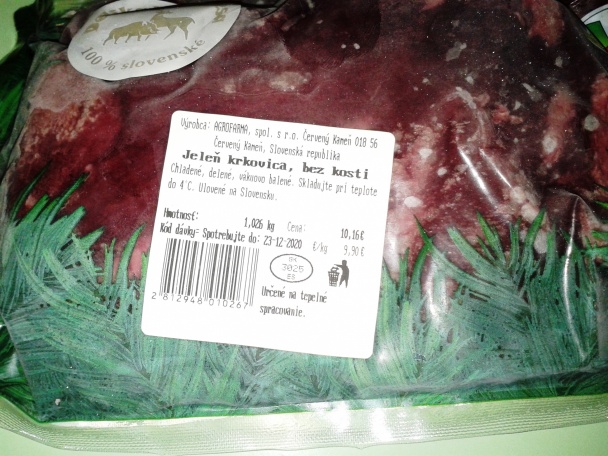 100 % slovenské
Výrobca: AGROFARMA, spol. s r.o. Červený Kameň 018 56
Červený Kameň, Slovenská republika
Jeleň krkovica, bez kosti
Chladené, delené, vákuovo balené. Skladujte pri teplote
do 4°C. Ulovené na Slovensku.
Hmotnosť: 1,026 kg Cena: 10,16€
Kód dávky= Spotrebujte do: 23-12-2020 €/kg 9,90€
SK
3025
ES
2 812948 010267
Určené na tepelné
spracovanie.